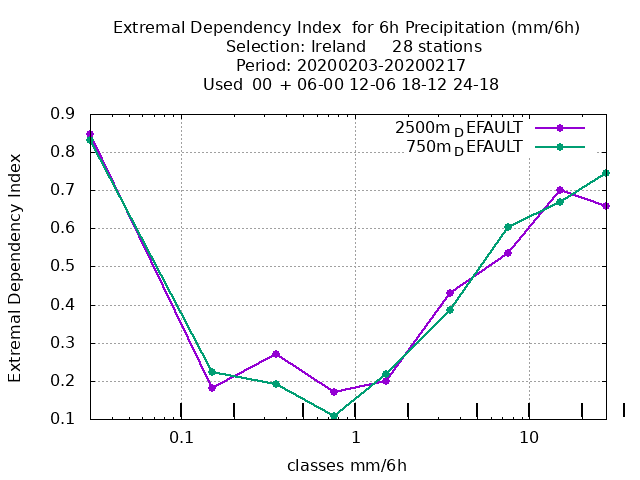 Extremal Dependency Index  for 6h Precipitation (mm/6h)
Selection: Ireland     28 stations
Period: 20200203-20200217
Used  00  + 06-00 12-06 18-12 24-18
2500m_DEFAULT
750m_DEFAULT
Extremal Dependency Index
0.9
0.8
0.7
0.6
0.5
0.4
0.3
0.2
0.1
0.1
1
10
classes mm/6h